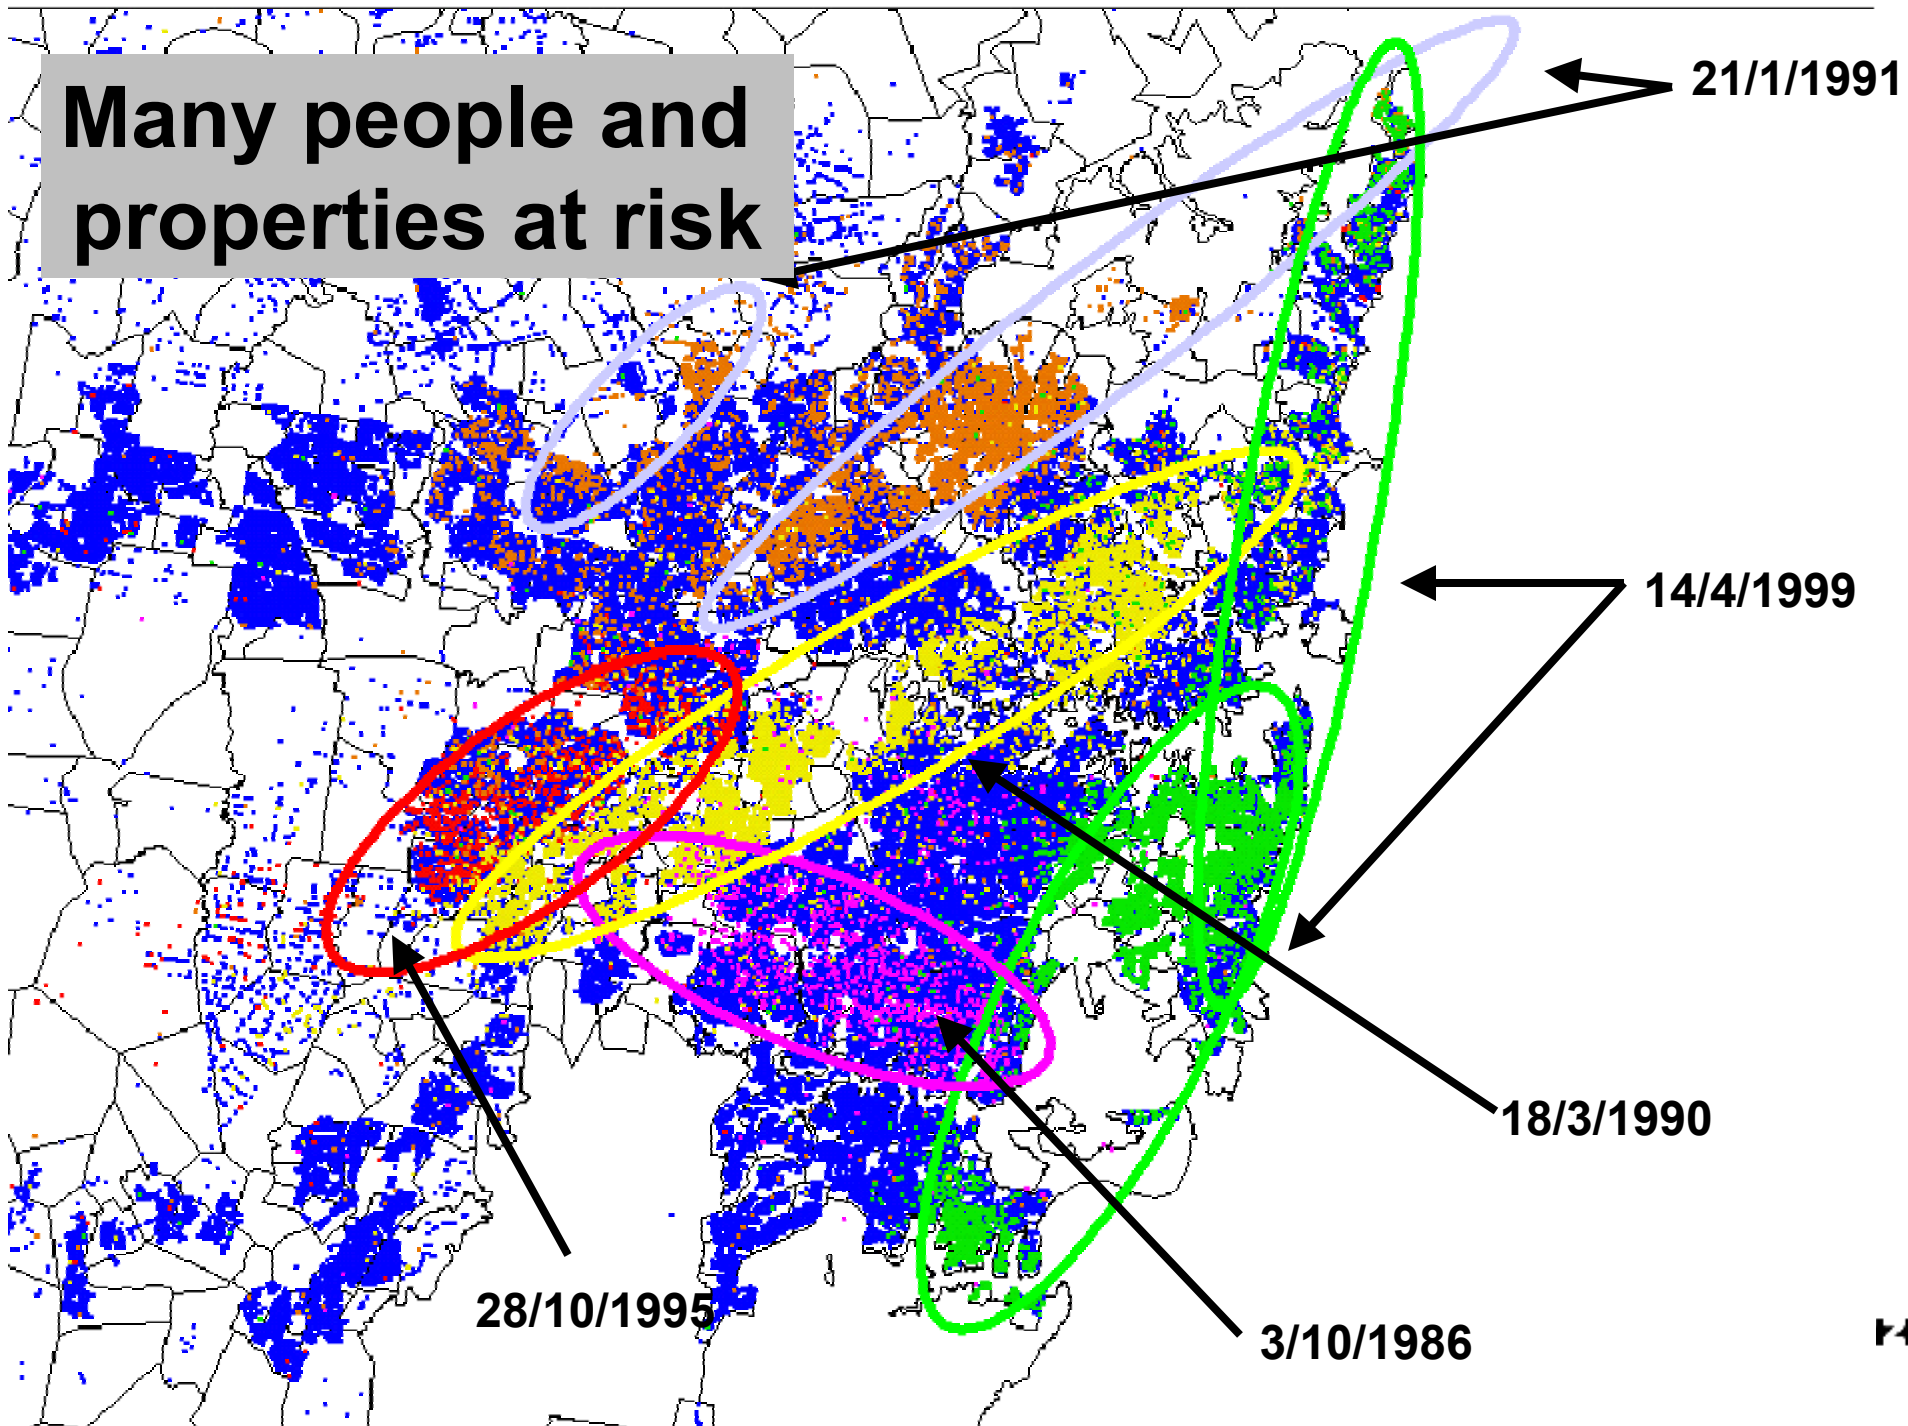 Many people and
properties at risk
21/1/1991
14/4/1999
18/3/1990
28/10/1995
3/10/1986